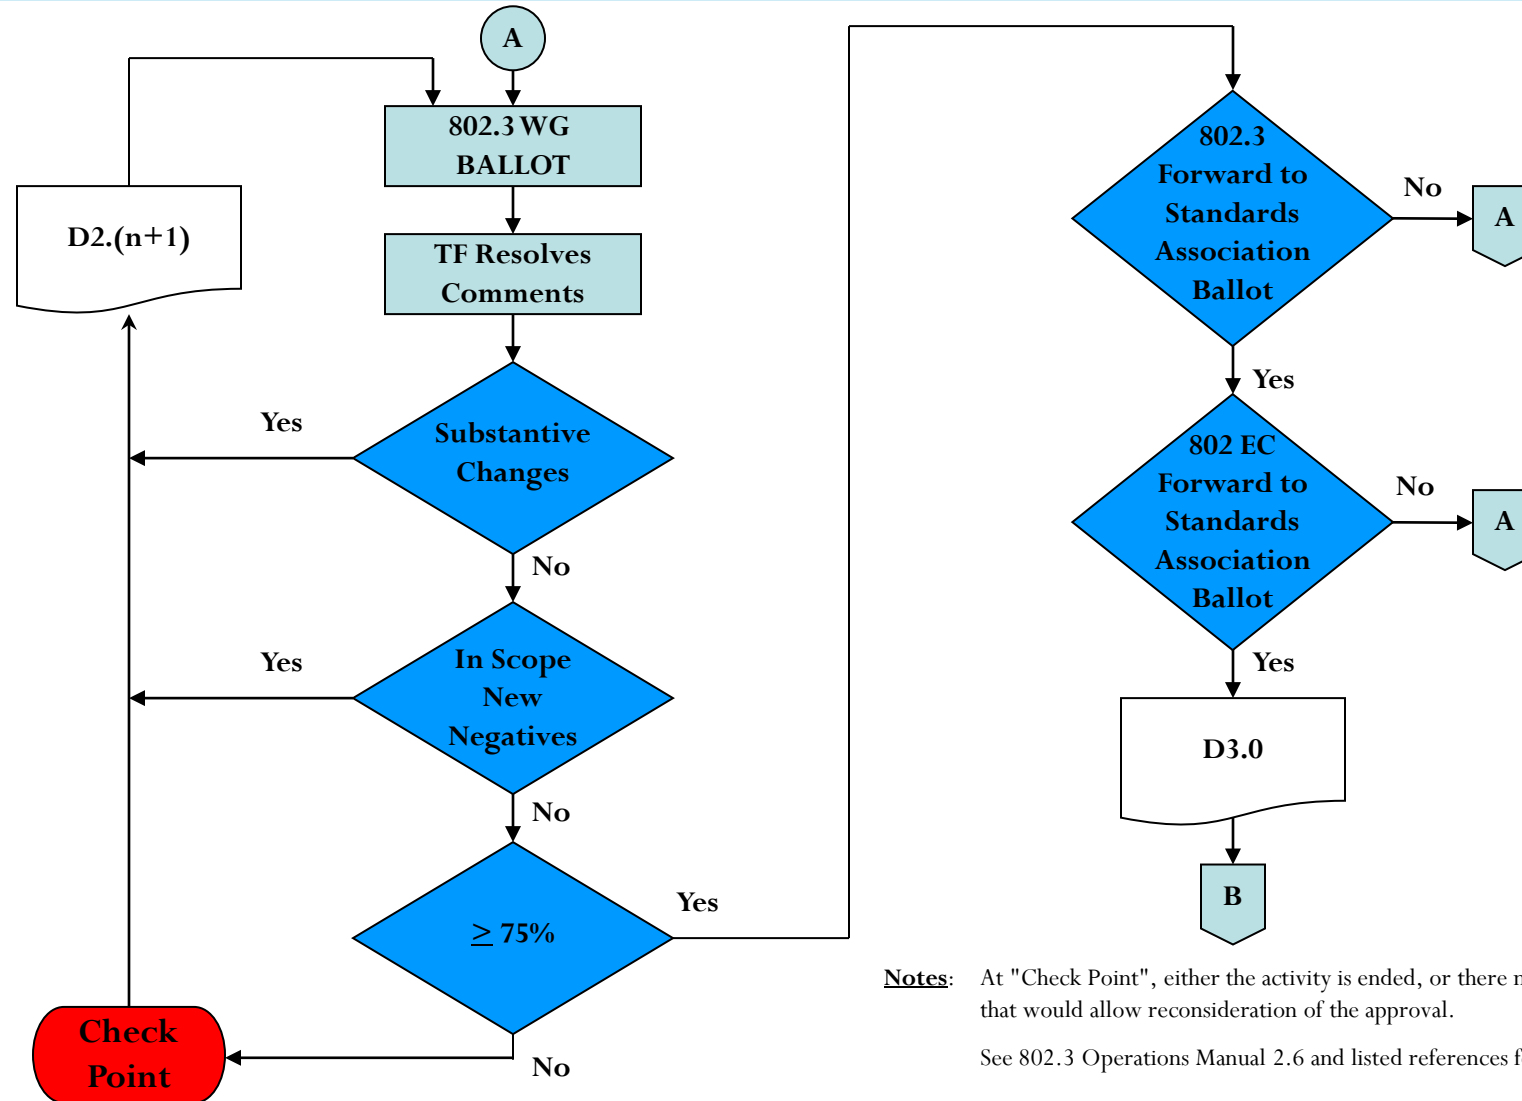 A
802.3 WG
BALLOT
D2.(n+1)
TF Resolves
Comments
Yes
Substantive
Changes
No
Yes
In Scope
New
Negatives
No
≥ 75%
Yes
No
Check
Point
802.3
Forward to
Standards
Association
Ballot
No
A
Yes
802 EC
Forward to
Standards
Association
Ballot
No
A
Yes
D3.0
B
Notes: At "Check Point", either the activity is ended, or there
that would allow reconsideration of the approval.
See 802.3 Operations Manual 2.6 and listed references